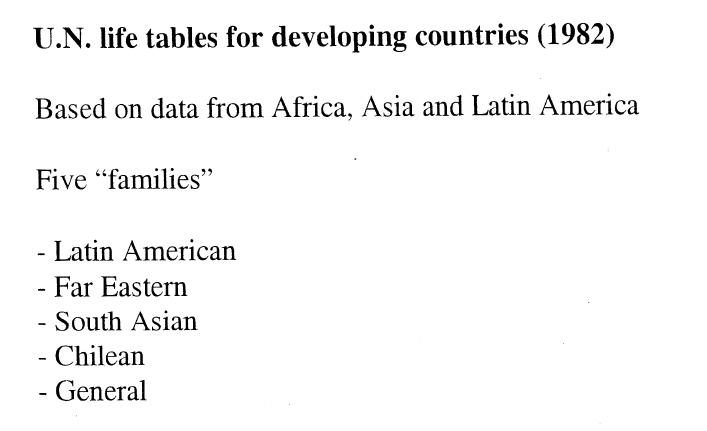 U.N. life tables for developing countries (1982)
Based on data from Africa, Asia and Latin America
Five “families”
- Latin American
- Far Eastern
- South Asian
- Chilean
- General